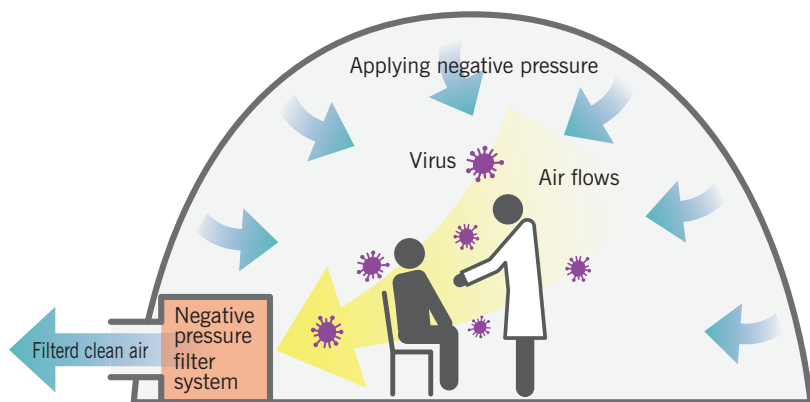 Applying negative pressure
Virus
Air flows
Filterd clean air
Negative
pressure
filter
system